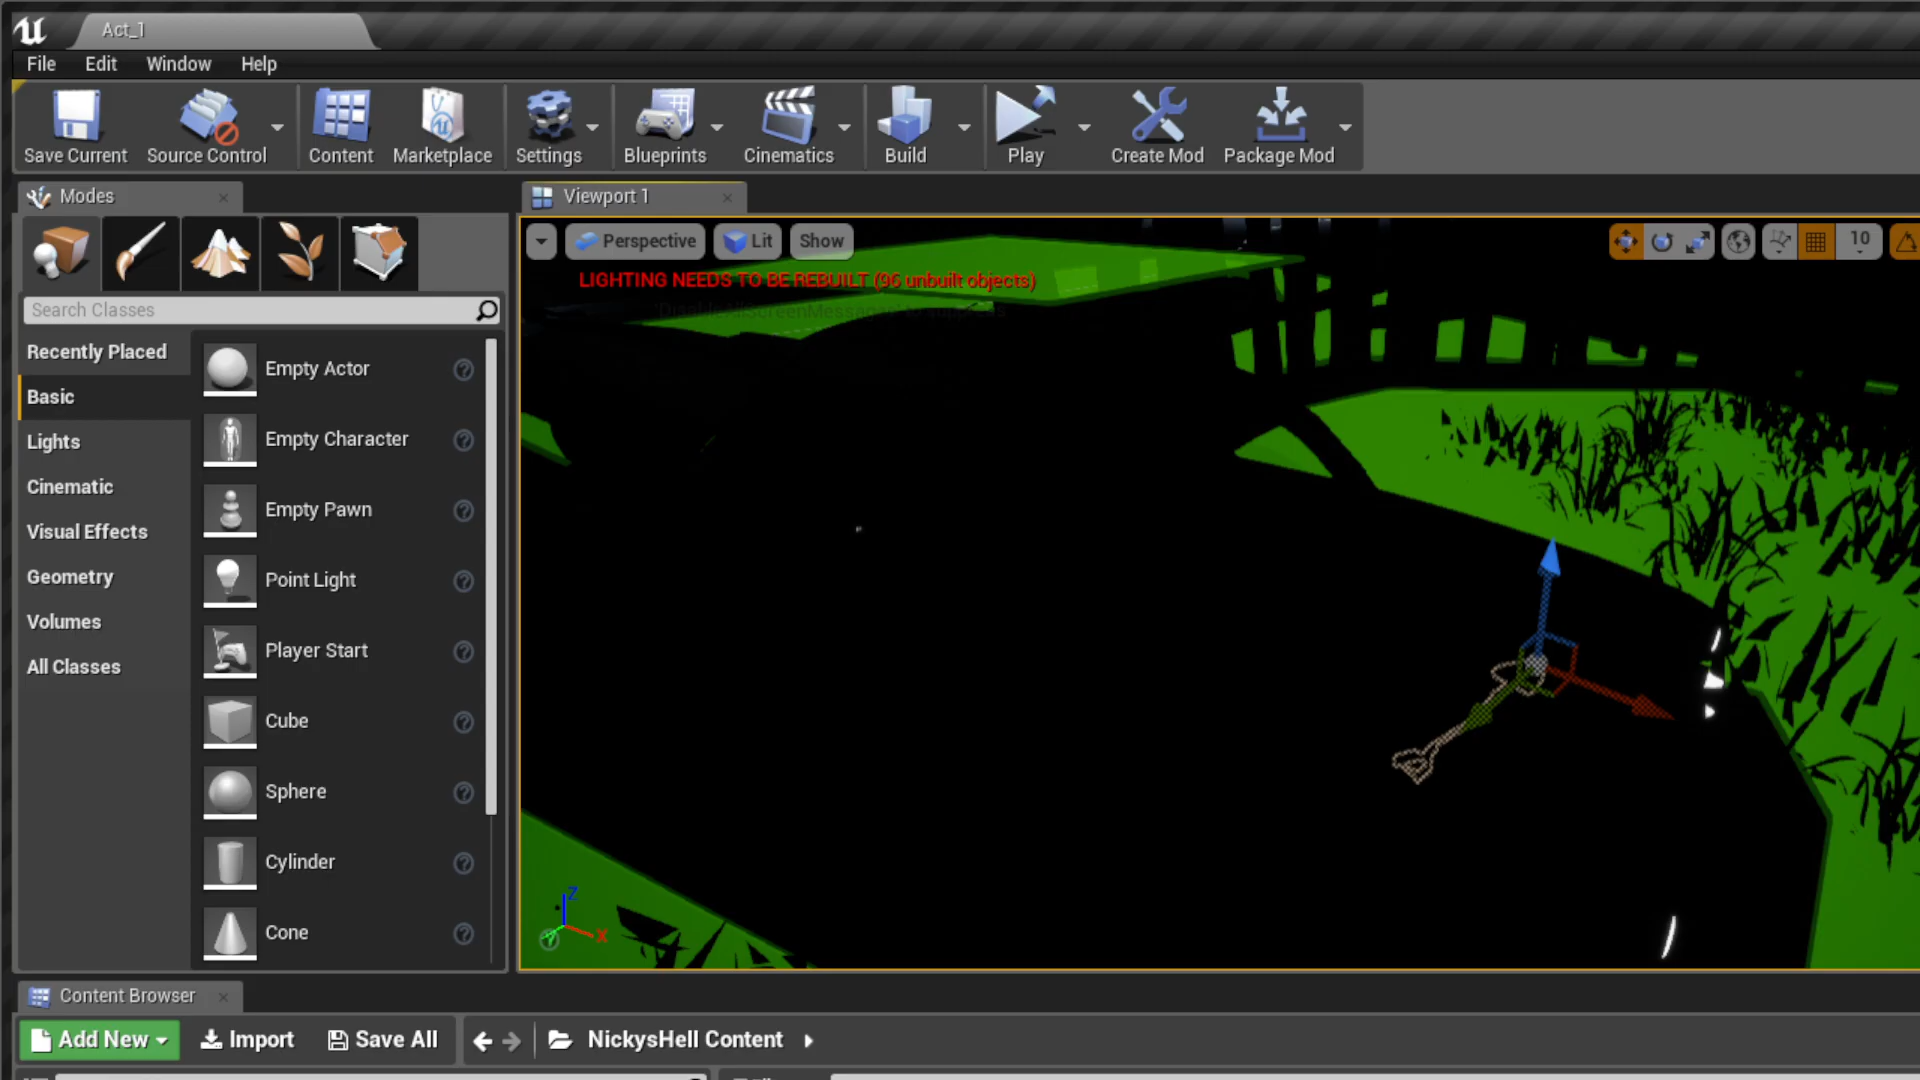 Act_1
File Edit Window Help
Save Current Source Control Content Marketplace Settings Blueprints Cinematics Build Play Create Mod Package Mod
Modes
Viewport 1
Perspective Lit Show
10
LIGHTING NEEDS TO BE REBUILT (96 unbuilt objects)
'DisableAllScreenMessages' to suppress
Search Classes
Recently Placed
Basic
Lights
Cinematic
Visual Effects
Geometry
Volumes
All Classes
Empty Actor
Empty Character
Empty Pawn
Point Light
Player Start
Cube
Sphere
Cylinder
Cone
Z
X
Y
Content Browser
Add New Import Save All NickysHell Content